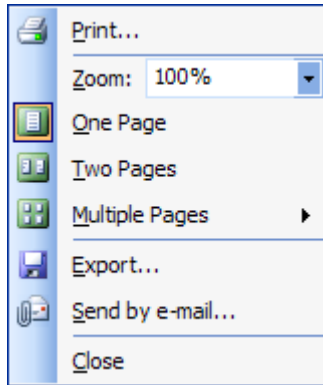 Print...
Zoom: 100%
One Page
Two Pages
Multiple Pages
Export...
Send by e-mail...
Close